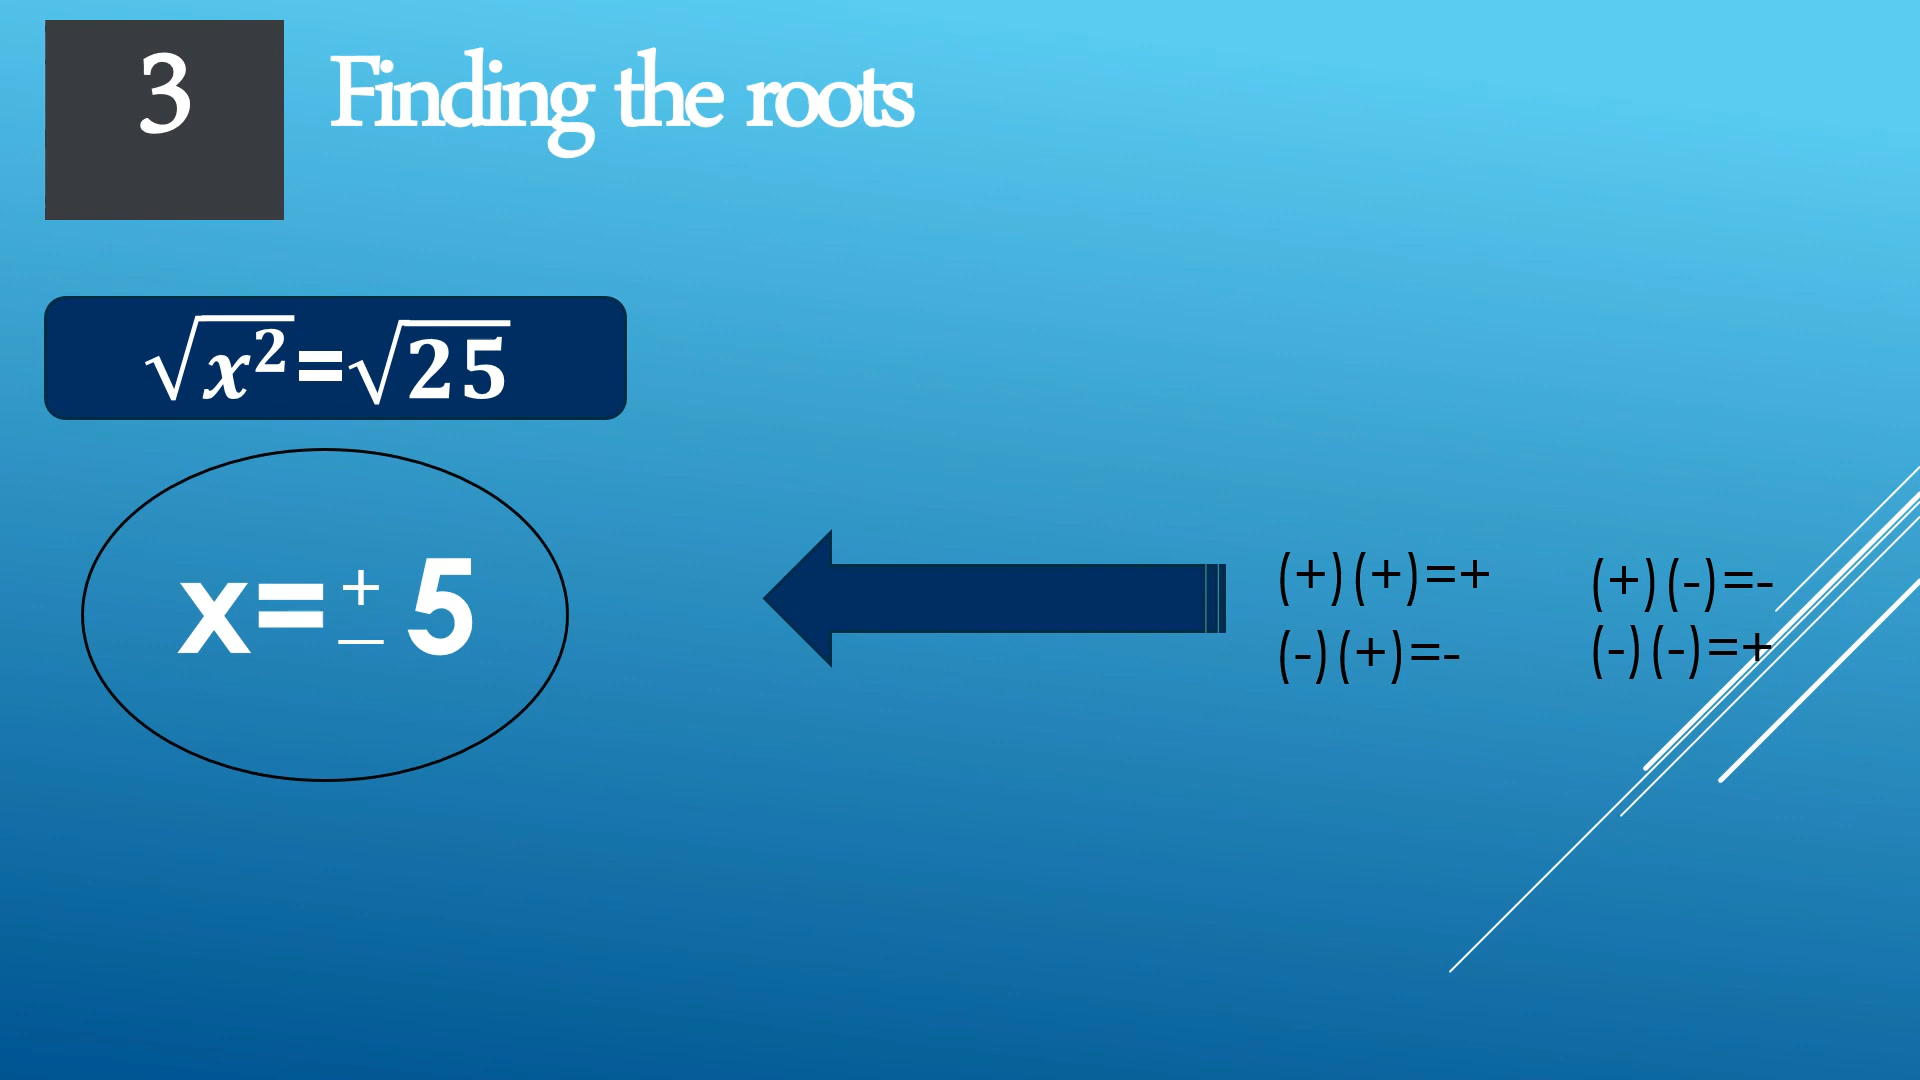 3
Finding the roots
√x²=√25
x=± 5
(+)(+)=+
(-)(+)=-
(+)(-)=-
(-)(-)=+